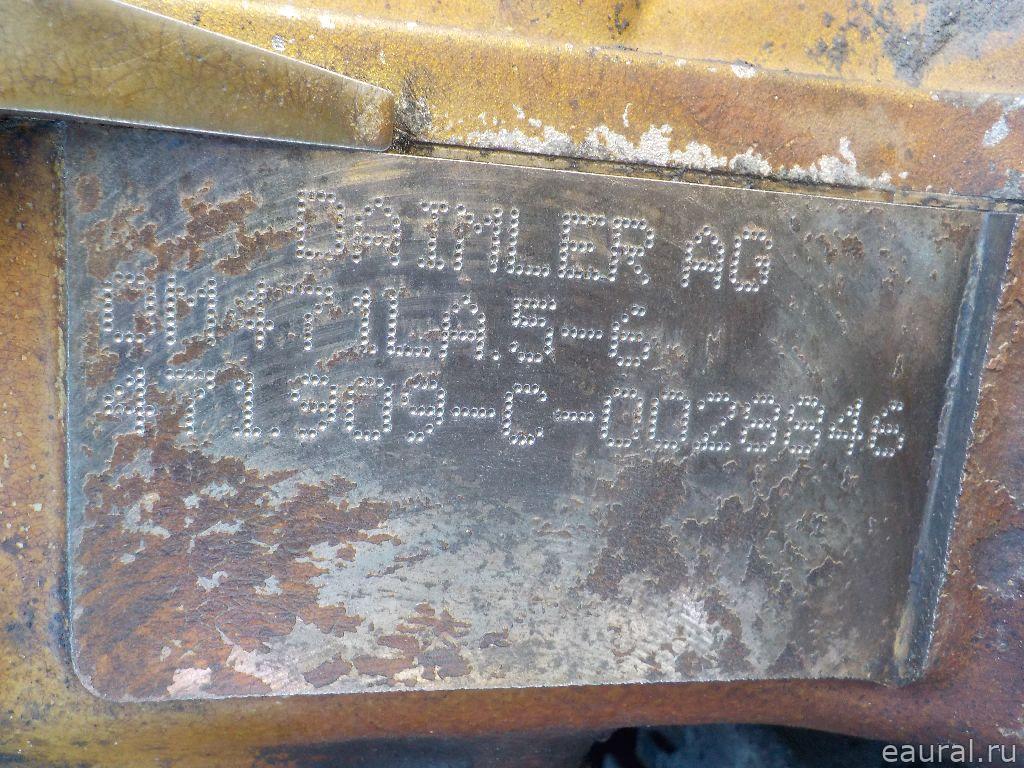 DAIMLER AG
OM471LA.5-6
471.909-C-0028846
eaural.ru